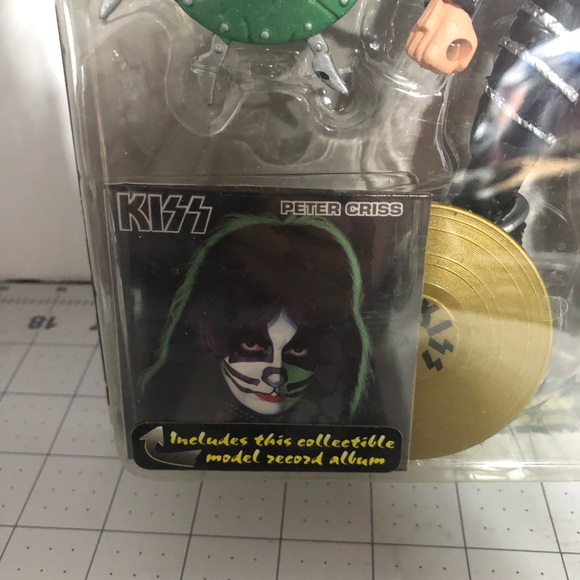 KISS
PETER CRISS
KISS
Includes this collectible
model record album
18